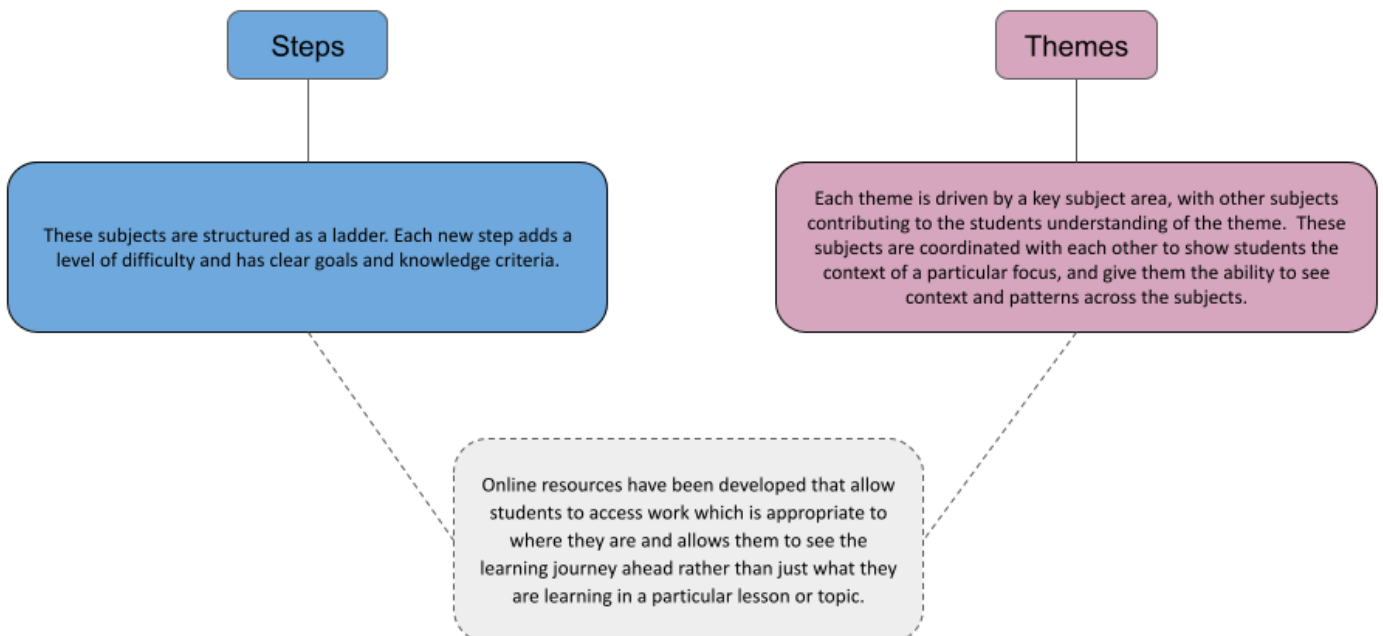 Steps
Themes
These subjects are structured as a ladder. Each new step adds a
level of difficulty and has clear goals and knowledge criteria.
Each theme is driven by a key subject area, with other subjects
contributing to the students understanding of the theme.  These
subjects are coordinated with each other to show students the
context of a particular focus, and give them the ability to see
context and patterns across the subjects.
Online resources have been developed that allow
students to access work which is appropriate to
where they are and allows them to see the
learning journey ahead rather than just what they
are learning in a particular lesson or topic.